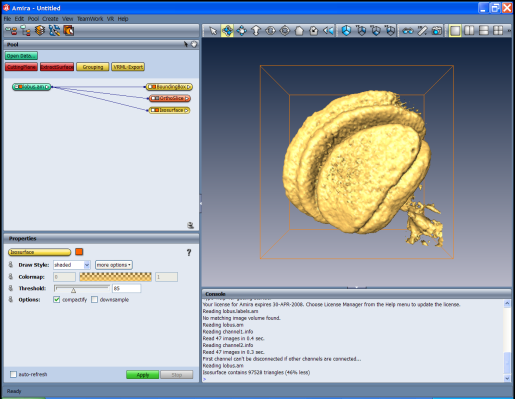 Amira - Untitled
File Edit Pool Create View TeamWork VR Help
Pool
Open Data...
CuttingPlane ExtractSurface Grouping VRML-Export
lobus.am
BoundingBox
OrthoSlice
Isosurface
Properties
Isosurface
?
Draw Style: shaded more options
Colormap: 0 1
Threshold: 85
Options: compactify downsample
auto-refresh Apply Stop
Ready
Console
Your license for Amira expires 30-APR-2008. Choose License Manager from the Help menu to update the license.
Reading lobus.labels.am
No matching image volume found.
Reading lobus.am
Reading channel1.info
Read 47 images in 0.4 sec.
Reading channel2.info
Read 47 images in 0.3 sec.
First channel can't be disconnected if other channels are connected...
Reading lobus.am
Isosurface contains 97528 triangles (46% less)
>